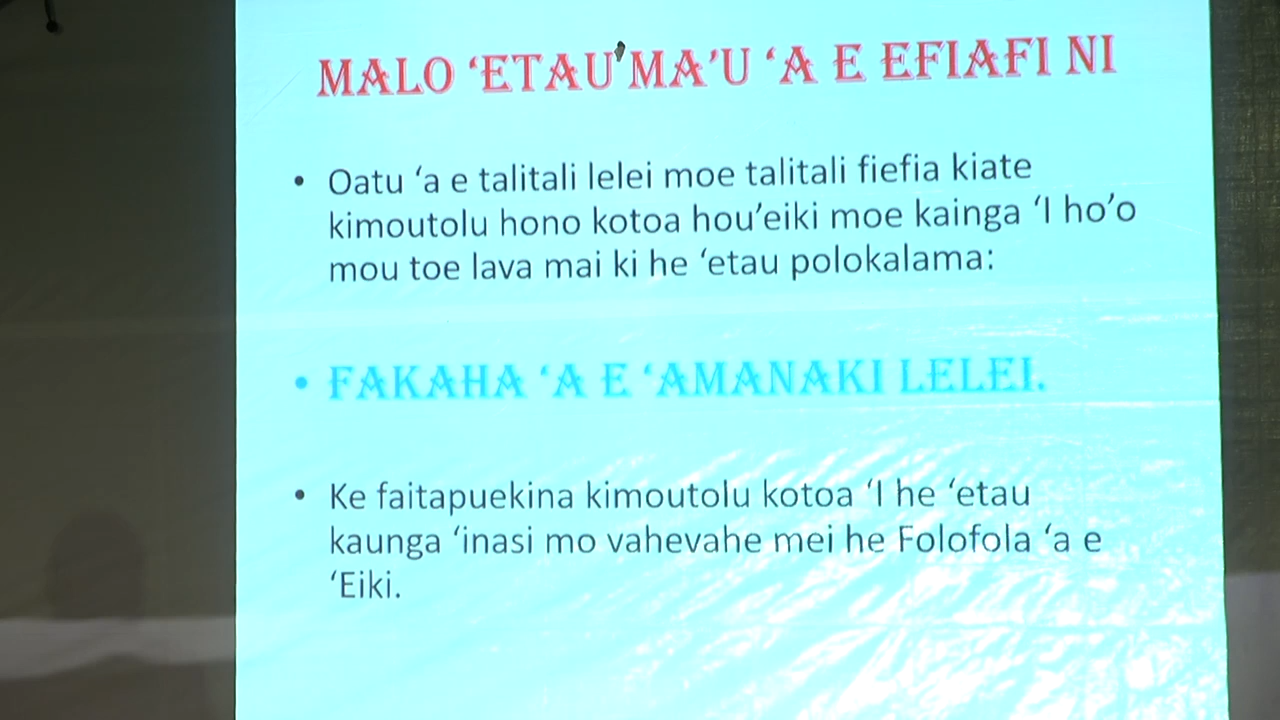 MALO ‘ETAU MA’U ‘A E EFIAFI NI
• Oatu ‘a e talitali lelei moe talitali fiefia kiate
kimoutolu hono kotoa hou’eiki moe kainga ‘I ho’o
mou toe lava mai ki he ‘etau polokalama:
• FAKAHA ‘A E ‘AMANAKI LELEI.
• Ke faitapuekina kimoutolu kotoa ‘I he ‘etau
kaunga ‘inasi mo vahevahe mei he Folofola ‘a e
‘Eiki.